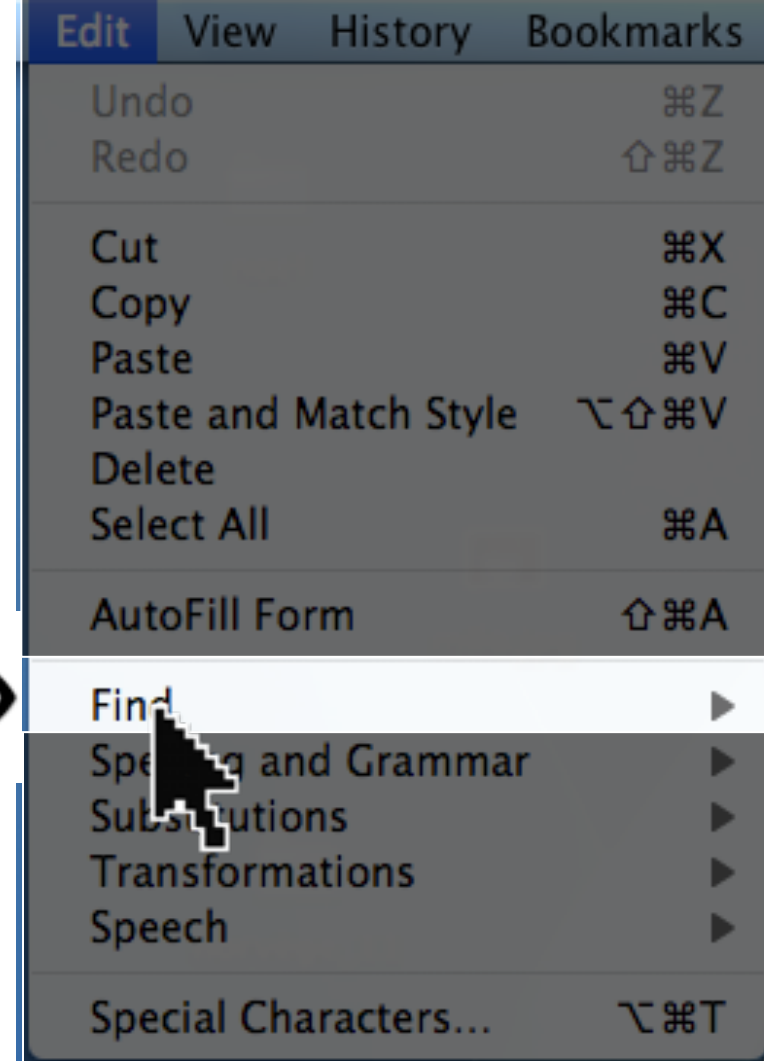 Edit View History Bookmarks
Undo ⌘Z
Redo ⇧⌘Z
Cut ⌘X
Copy ⌘C
Paste ⌘V
Paste and Match Style ⌥⇧⌘V
Delete
Select All ⌘A
AutoFill Form ⇧⌘A
Find
and Grammar
Transformations
Speech
Special Characters... ⌥⌘T